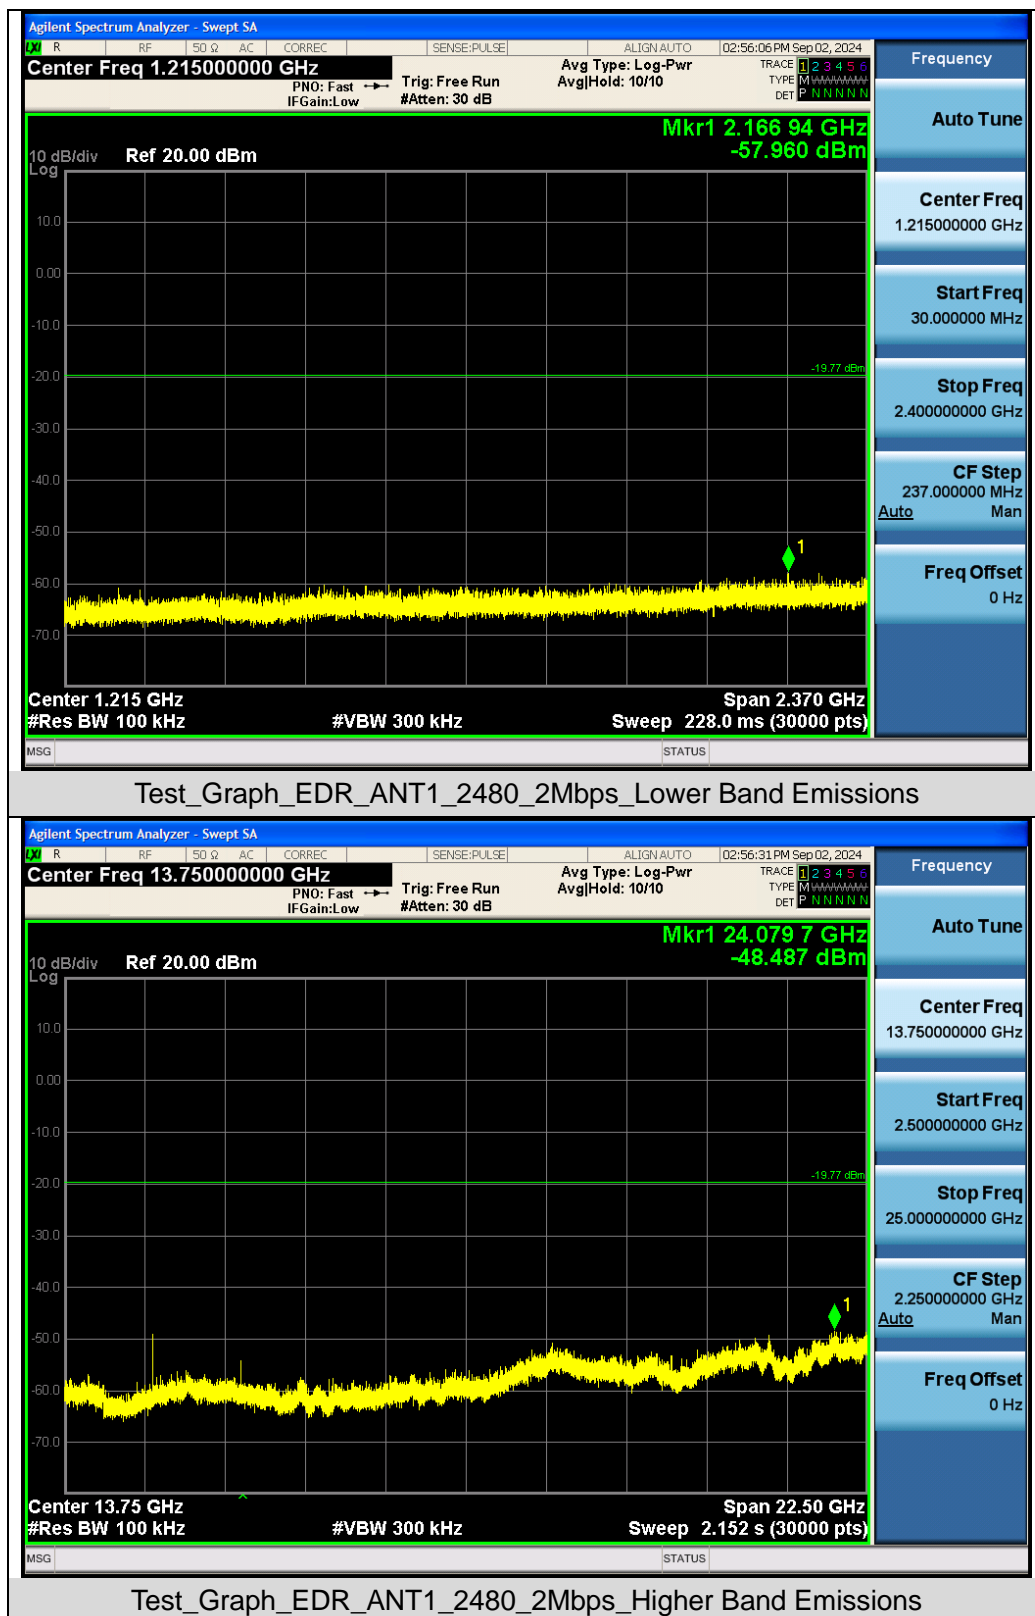 Agilent Spectrum Analyzer - Swept SA
LXI R RF 50 Ω AC CORREC SENSE:PULSE ALIGN AUTO 02:56:06 PM Sep 02, 2024
Center Freq 1.215000000 GHz
PNO: Fast
IFGain:Low
Trig: Free Run
#Atten: 30 dB
Avg Type: Log-Pwr
Avg|Hold: 10/10
TRACE 1 2 3 4 5 6
TYPE M
DET P N N N N N
Mkr1 2.166 94 GHz
-57.960 dBm
10 dB/div Ref 20.00 dBm
Log
10.0
0.00
-10.0
-20.0
-30.0
-40.0
-50.0
-60.0
-70.0
-19.77 dBm
1
Center 1.215 GHz Span 2.370 GHz
#Res BW 100 kHz #VBW 300 kHz Sweep 228.0 ms (30000 pts)
MSG STATUS
Frequency
Auto Tune
Center Freq
1.215000000 GHz
Start Freq
30.000000 MHz
Stop Freq
2.400000000 GHz
CF Step
237.000000 MHz
Auto Man
Freq Offset
0 Hz
Test_Graph_EDR_ANT1_2480_2Mbps_Lower Band Emissions
Agilent Spectrum Analyzer - Swept SA
LXI R RF 50 Ω AC CORREC SENSE:PULSE ALIGN AUTO 02:56:31 PM Sep 02, 2024
Center Freq 13.750000000 GHz
PNO: Fast
IFGain:Low
Trig: Free Run
#Atten: 30 dB
Avg Type: Log-Pwr
Avg|Hold: 10/10
TRACE 1 2 3 4 5 6
TYPE M
DET P N N N N N
Mkr1 24.079 7 GHz
-48.487 dBm
10 dB/div Ref 20.00 dBm
Log
10.0
0.00
-10.0
-20.0
-30.0
-40.0
-50.0
-60.0
-70.0
-19.77 dBm
1
Center 13.75 GHz Span 22.50 GHz
#Res BW 100 kHz #VBW 300 kHz Sweep 2.152 s (30000 pts)
MSG STATUS
Frequency
Auto Tune
Center Freq
13.750000000 GHz
Start Freq
2.500000000 GHz
Stop Freq
25.000000000 GHz
CF Step
2.250000000 GHz
Auto Man
Freq Offset
0 Hz
Test_Graph_EDR_ANT1_2480_2Mbps_Higher Band Emissions